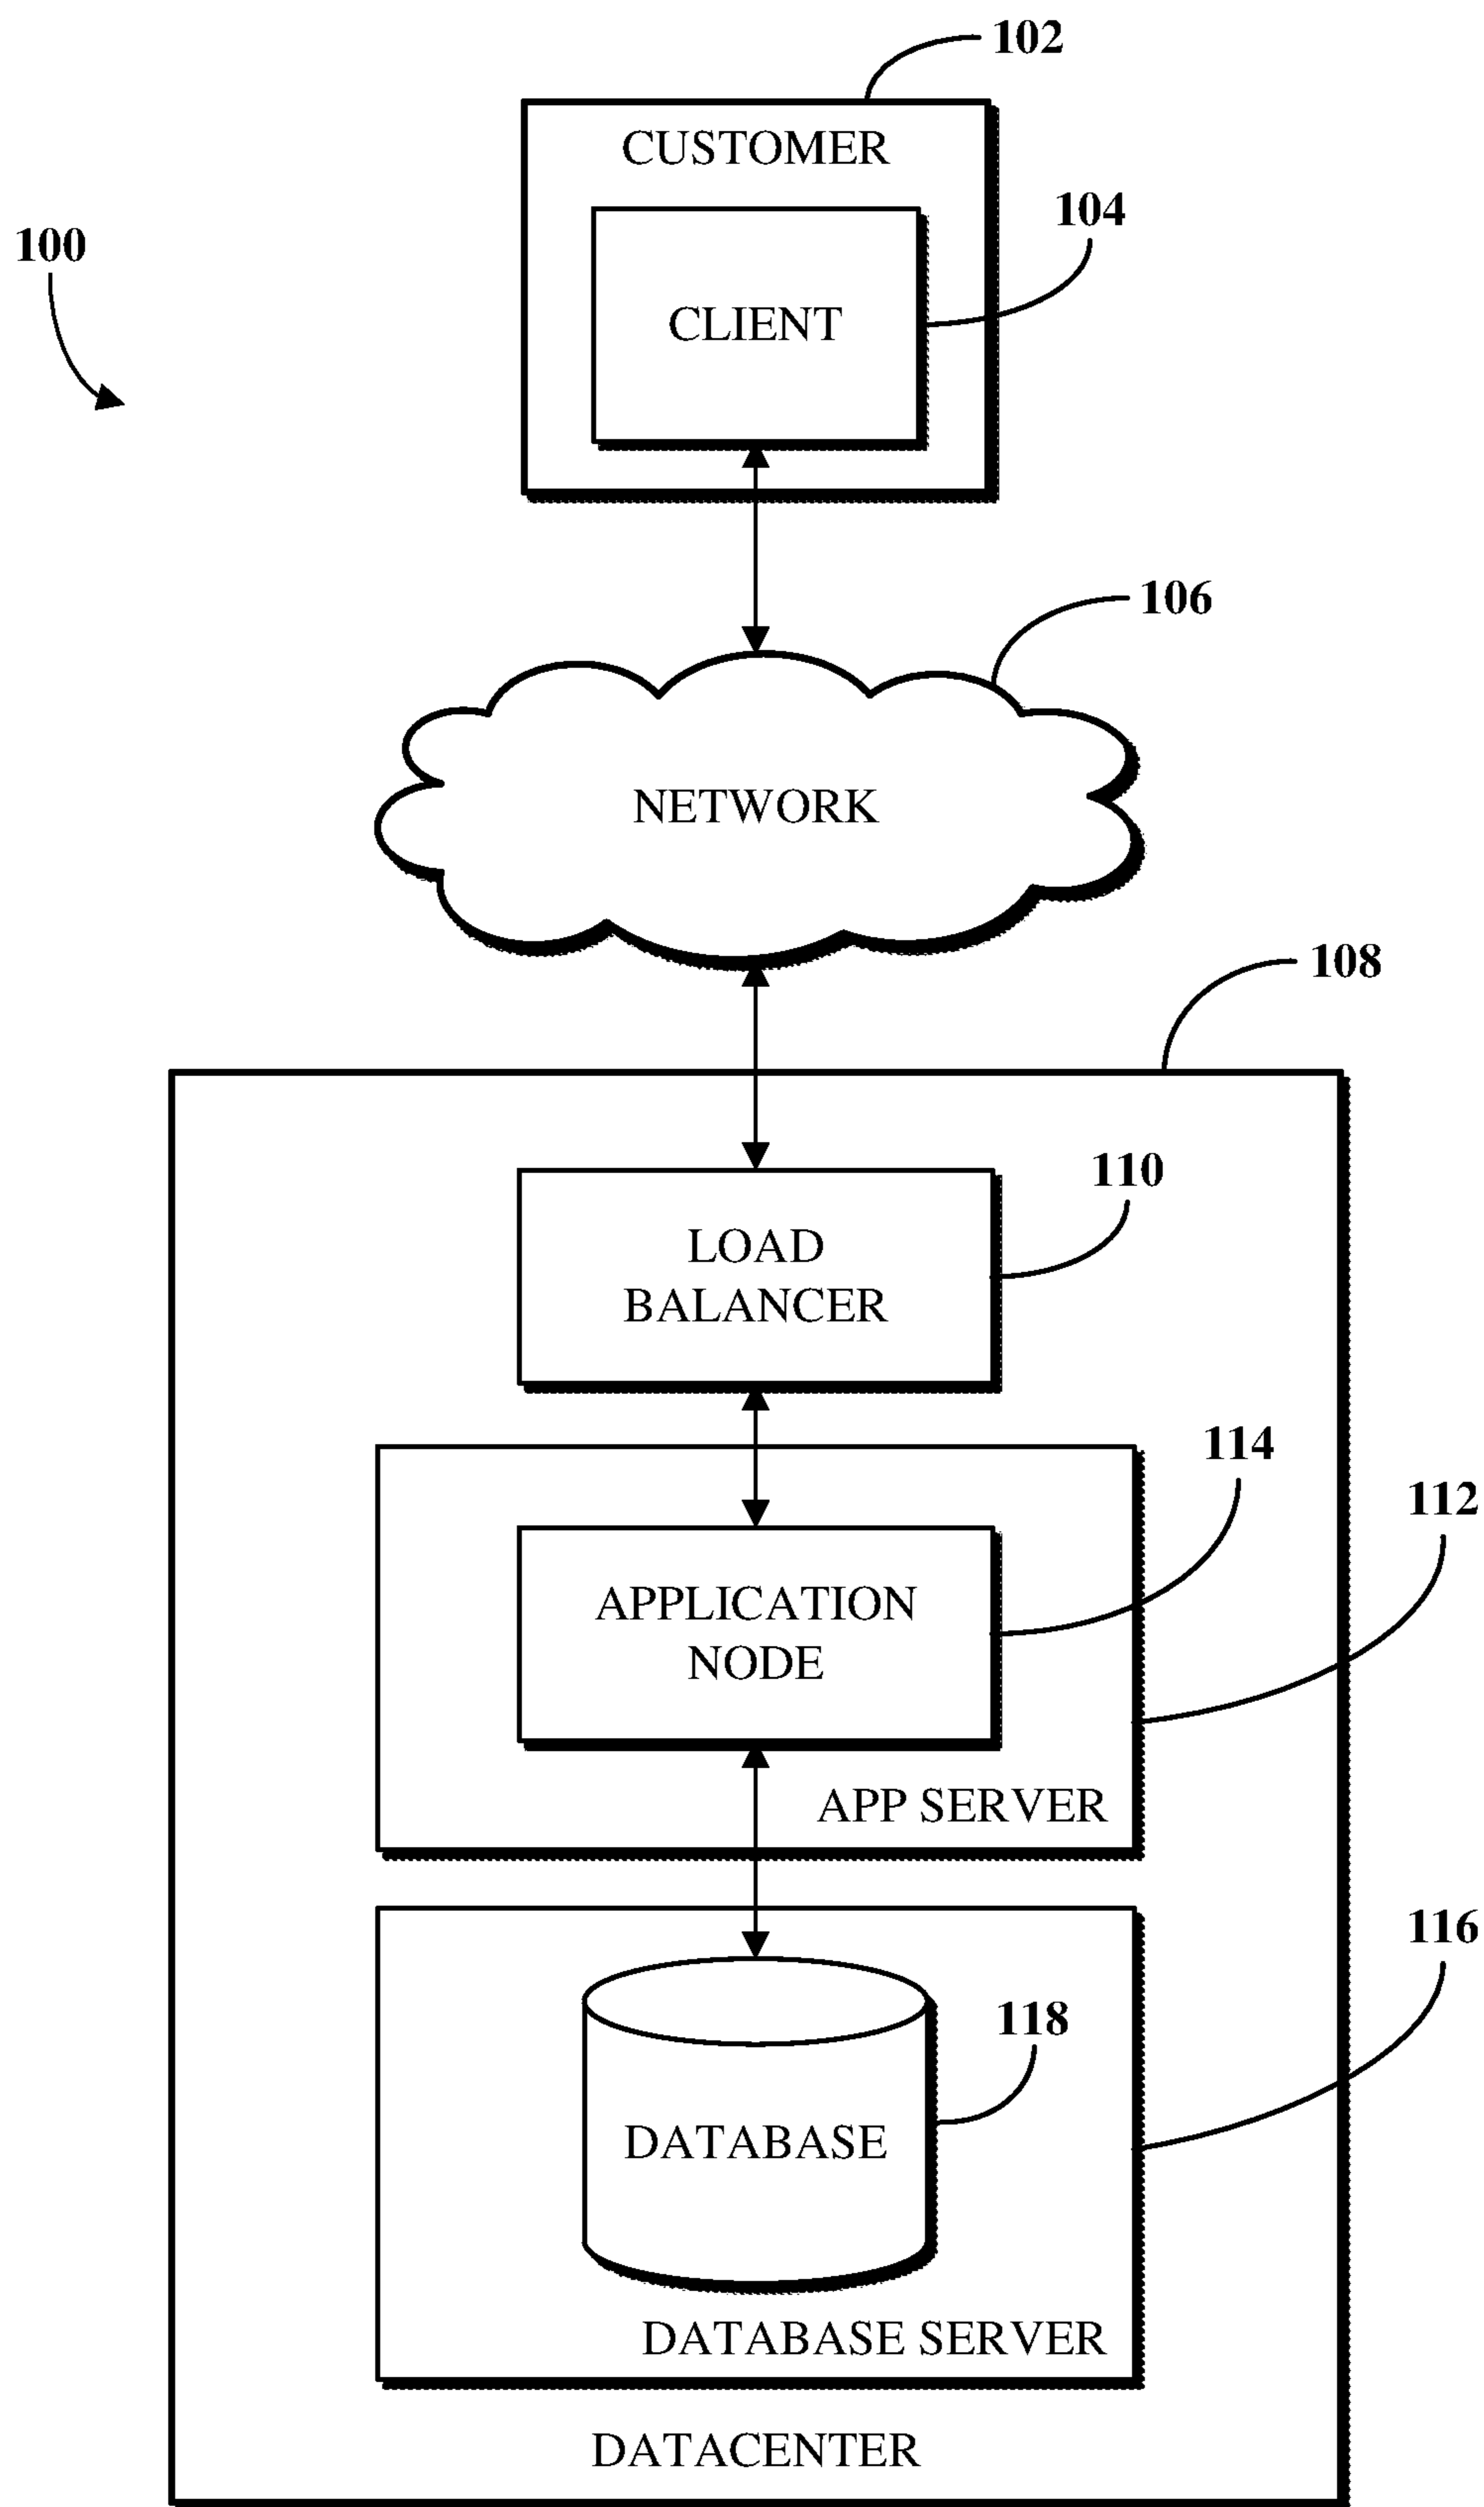 102
CUSTOMER
104
100
CLIENT
106
NETWORK
108
110
LOAD
BALANCER
114
112
APPLICATION
NODE
APP SERVER
116
118
DATABASE
DATABASE SERVER
DATACENTER